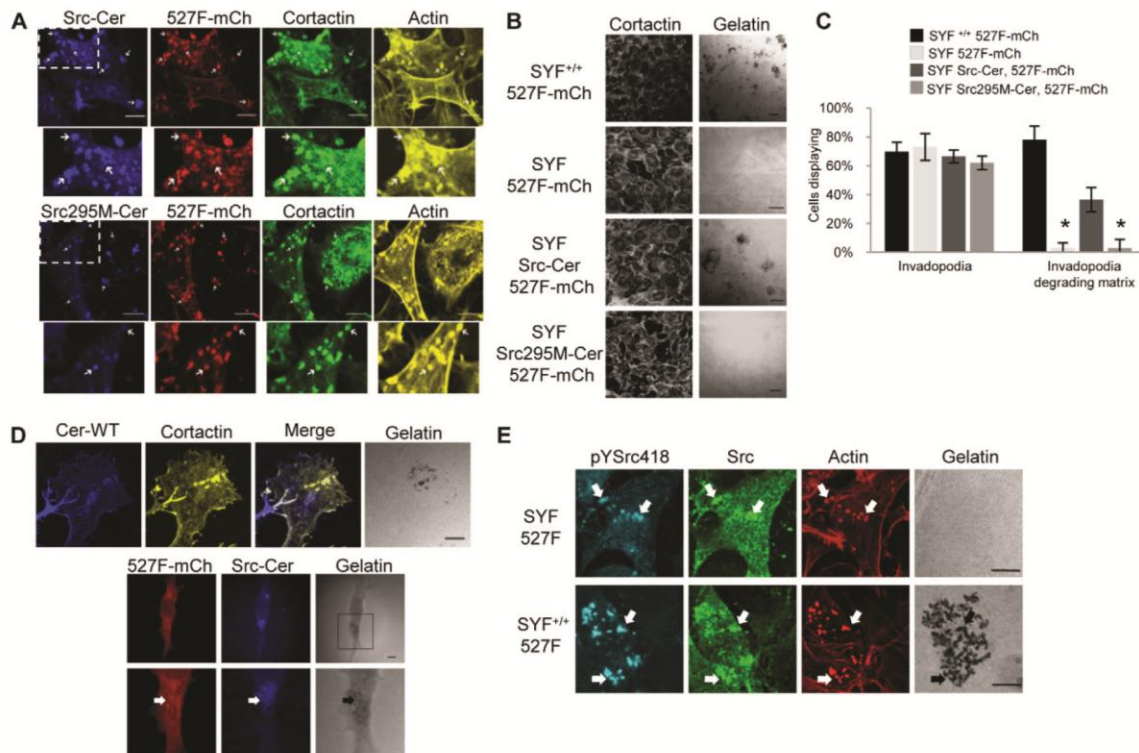 A
Src-Cer 527F-mCh Cortactin Actin
Src295M-Cer 527F-mCh Cortactin Actin
B
Cortactin Gelatin
SYF+/+
527F-mCh
SYF
527F-mCh
SYF
Src-Cer
527F-mCh
SYF
Src295M-Cer
527F-mCh
C
SYF +/+ 527F-mCh
SYF 527F-mCh
SYF Src-Cer, 527F-mCh
SYF Src295M-Cer, 527F-mCh
Cells displaying
100%
80%
60%
40%
20%
0%
* *
Invadopodia
Invadopodia
degrading matrix
D
Cer-WT Cortactin Merge Gelatin
527F-mCh Src-Cer Gelatin
E
pYSrc418 Src Actin Gelatin
SYF
527F
SYF+/+
527F